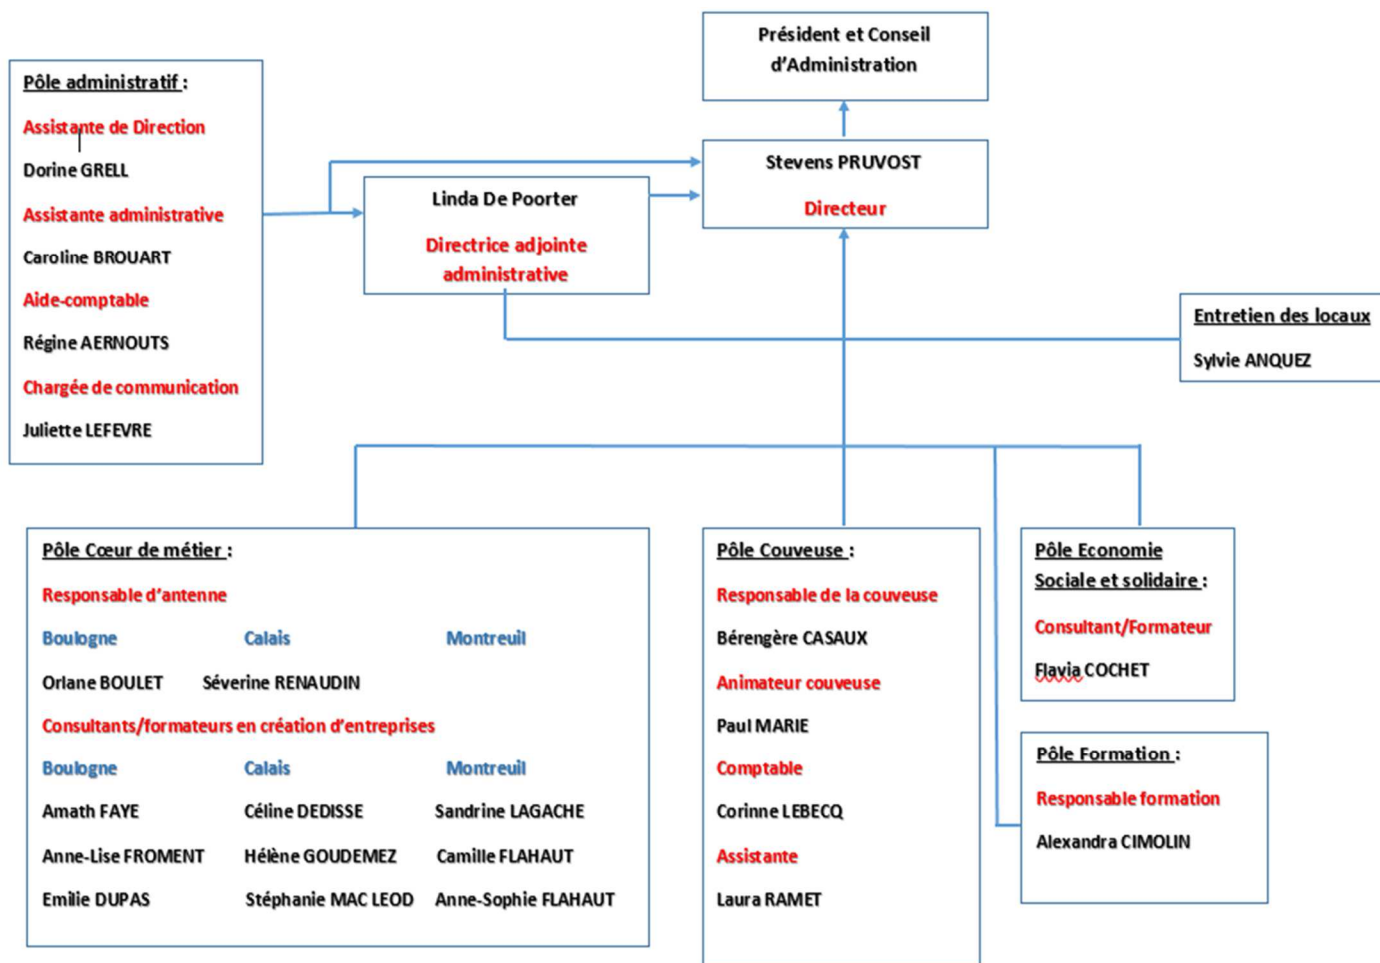 Président et Conseil
d'Administration
Pôle administratif :
Assistante de Direction
Dorine GRELL
Assistante administrative
Caroline BROUART
Aide-comptable
Régine AERNOUTS
Chargée de communication
Juliette LEFEVRE
Stevens PRUVOST
Directeur
Linda De Poorter
Directrice adjointe
administrative
Entretien des locaux
Sylvie ANQUEZ
Pôle Cœur de métier :
Responsable d'antenne
Boulogne Calais Montreuil
Orlane BOULET Séverine RENAUDIN
Consultants/formateurs en création d'entreprises
Boulogne Calais Montreuil
Amath FAYE Céline DEDISSE Sandrine LAGACHE
Anne-Lise FROMENT Hélène GOUDEMEZ Camille FLAHAUT
Emilie DUPAS Stéphanie MAC LEOD Anne-Sophie FLAHAUT
Pôle Couveuse :
Responsable de la couveuse
Bérengère CASAUX
Animateur couveuse
Paul MARIE
Comptable
Corinne LEBECQ
Assistante
Laura RAMET
Pôle Economie
Sociale et solidaire :
Consultant/Formateur
Flavia COCHET
Pôle Formation :
Responsable formation
Alexandra CIMOLIN